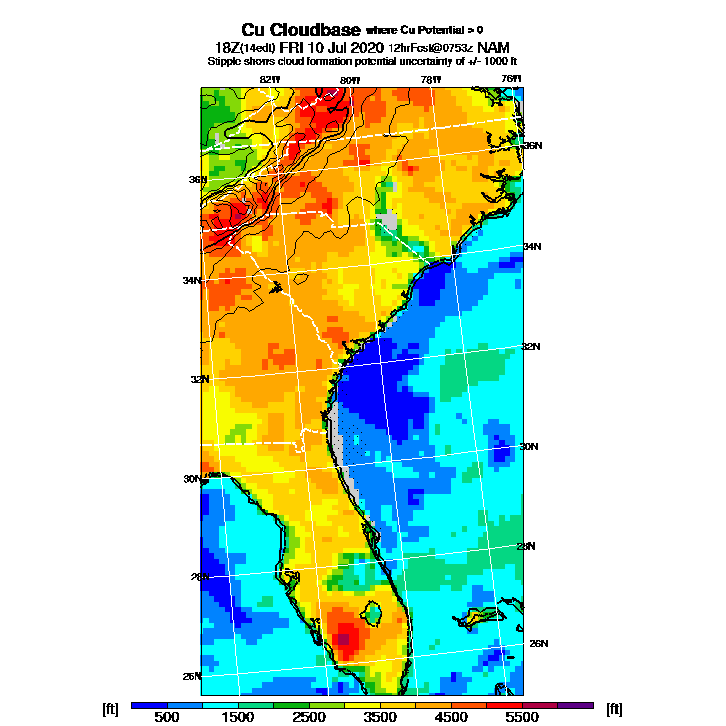 Cu Cloudbase where Cu Potential > 0
18Z(14edt) FRI 10 Jul 2020 12hrFcst@0753z NAM
Stipple shows cloud formation potential uncertainty of +/- 1000 ft
82W 80W 78W 76W
36N
36N
34N
34N
32N
32N
30N
30N
28N
28N
26N
26N
[ft] 500 1500 2500 3500 4500 5500 [ft]